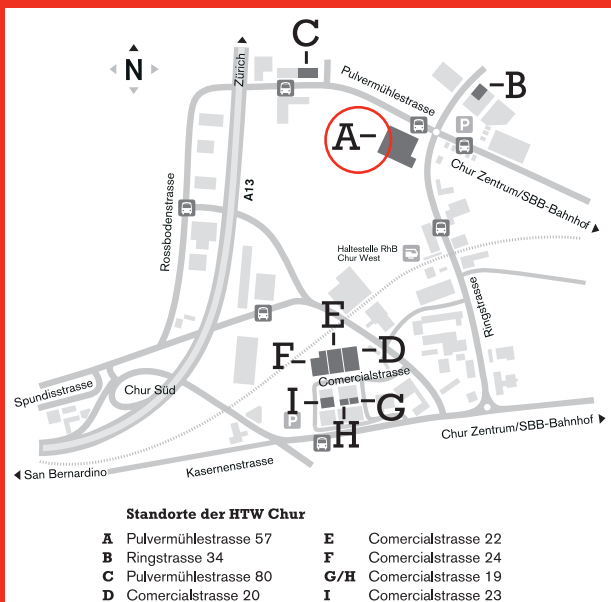 C
Zürich
N
Pulvermühlestrasse
B
A
P
A13
Chur Zentrum/SBB-Bahnhof
Rossbodenstrasse
Haltestelle RhB
Chur West
Ringstrasse
E
F
D
Comercialstrasse
Spundisstrasse
Chur Süd
I
G
P
H
Chur Zentrum/SBB-Bahnhof
San Bernardino
Kasernenstrasse
Standorte der HTW Chur
A Pulvermühlestrasse 57
B Ringstrasse 34
C Pulvermühlestrasse 80
D Comercialstrasse 20
E Comercialstrasse 22
F Comercialstrasse 24
G/H Comercialstrasse 19
I Comercialstrasse 23